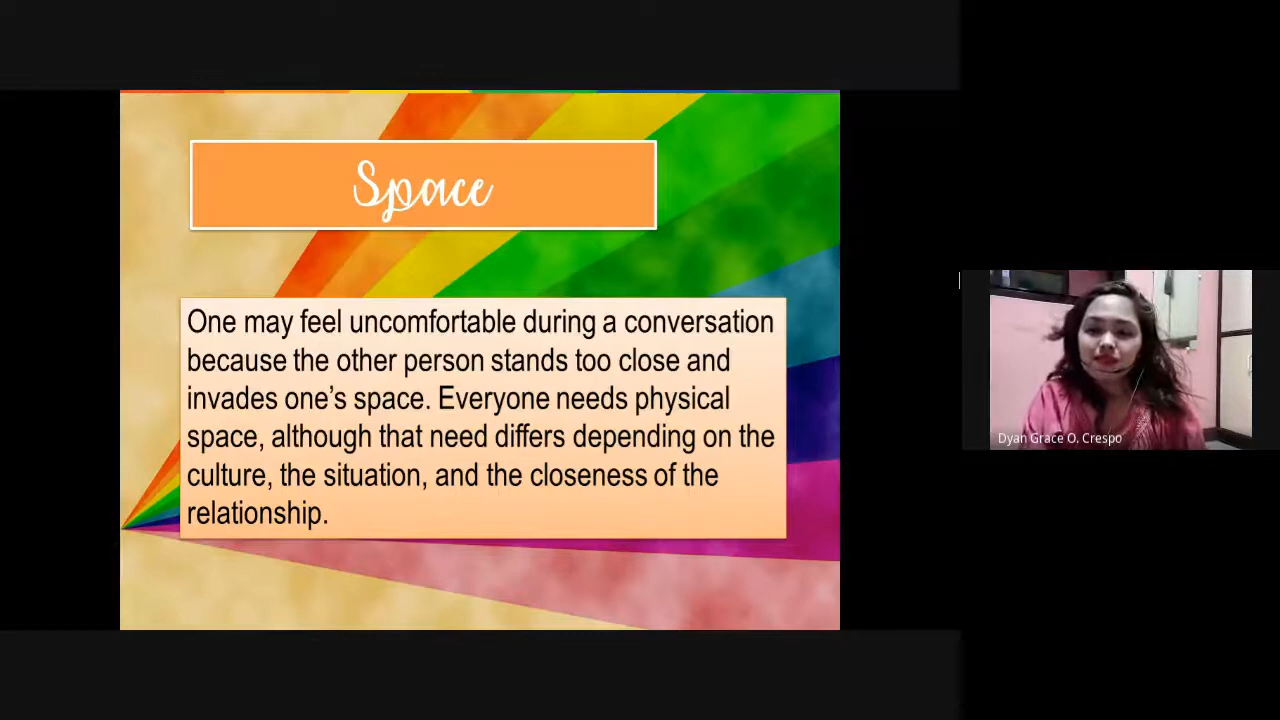 Space
One may feel uncomfortable during a conversation
because the other person stands too close and
invades one’s space. Everyone needs physical
space, although that need differs depending on the
culture, the situation, and the closeness of the
relationship.
Dyan Grace O. Crespo